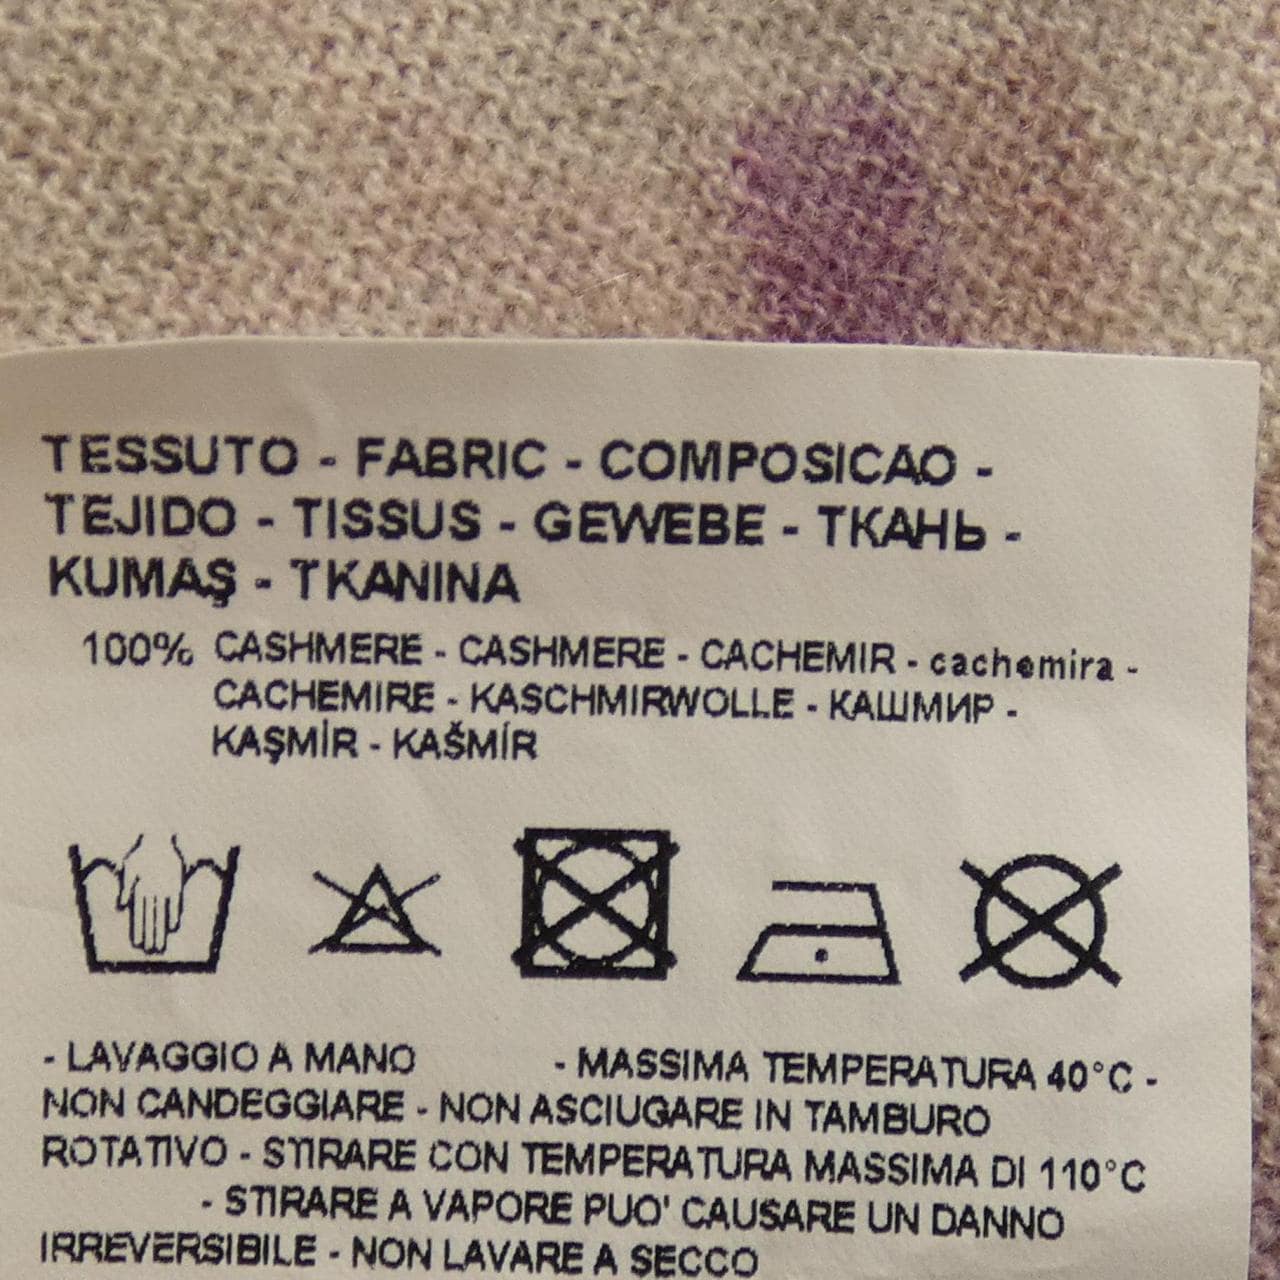 TESSUTO - FABRIC - COMPOSICAO -
TEJIDO - TISSUS - GEWEBE - ТКАНЬ -
KUMAŞ - TKANINA
100% CASHMERE - CASHMERE - CACHEMIR - cachemira -
CACHEMIRE - KASCHMIRWOLLE - КАШМИР -
KAŞMİR - KAŠMÍR
- LAVAGGIO A MANO - MASSIMA TEMPERATURA 40°C -
NON CANDEGGIARE - NON ASCIUGARE IN TAMBURO
ROTATIVO - STIRARE CON TEMPERATURA MASSIMA DI 110°C
- STIRARE A VAPORE PUO' CAUSARE UN DANNO
IRREVERSIBILE - NON LAVARE A SECCO